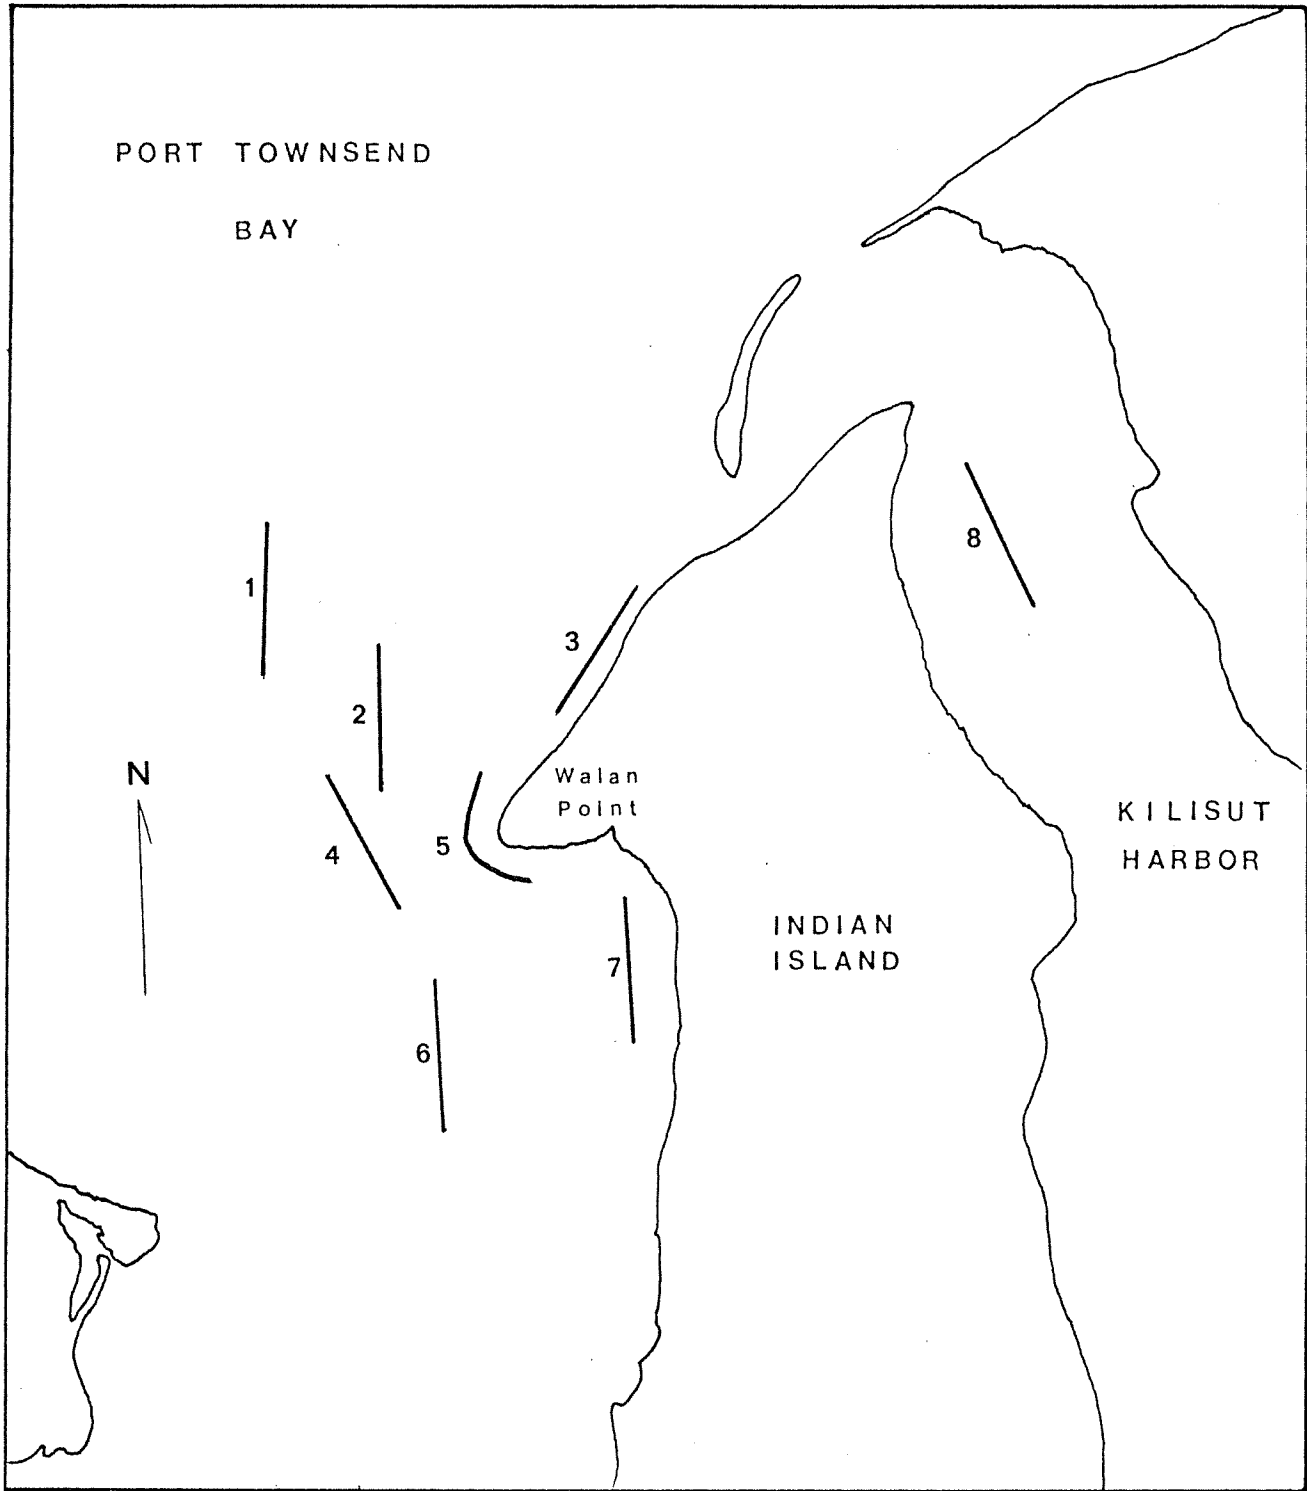 PORT TOWNSEND
BAY
8
1
3
2
N
Walan
Point
KILISUT
HARBOR
5
4
INDIAN
ISLAND
7
6